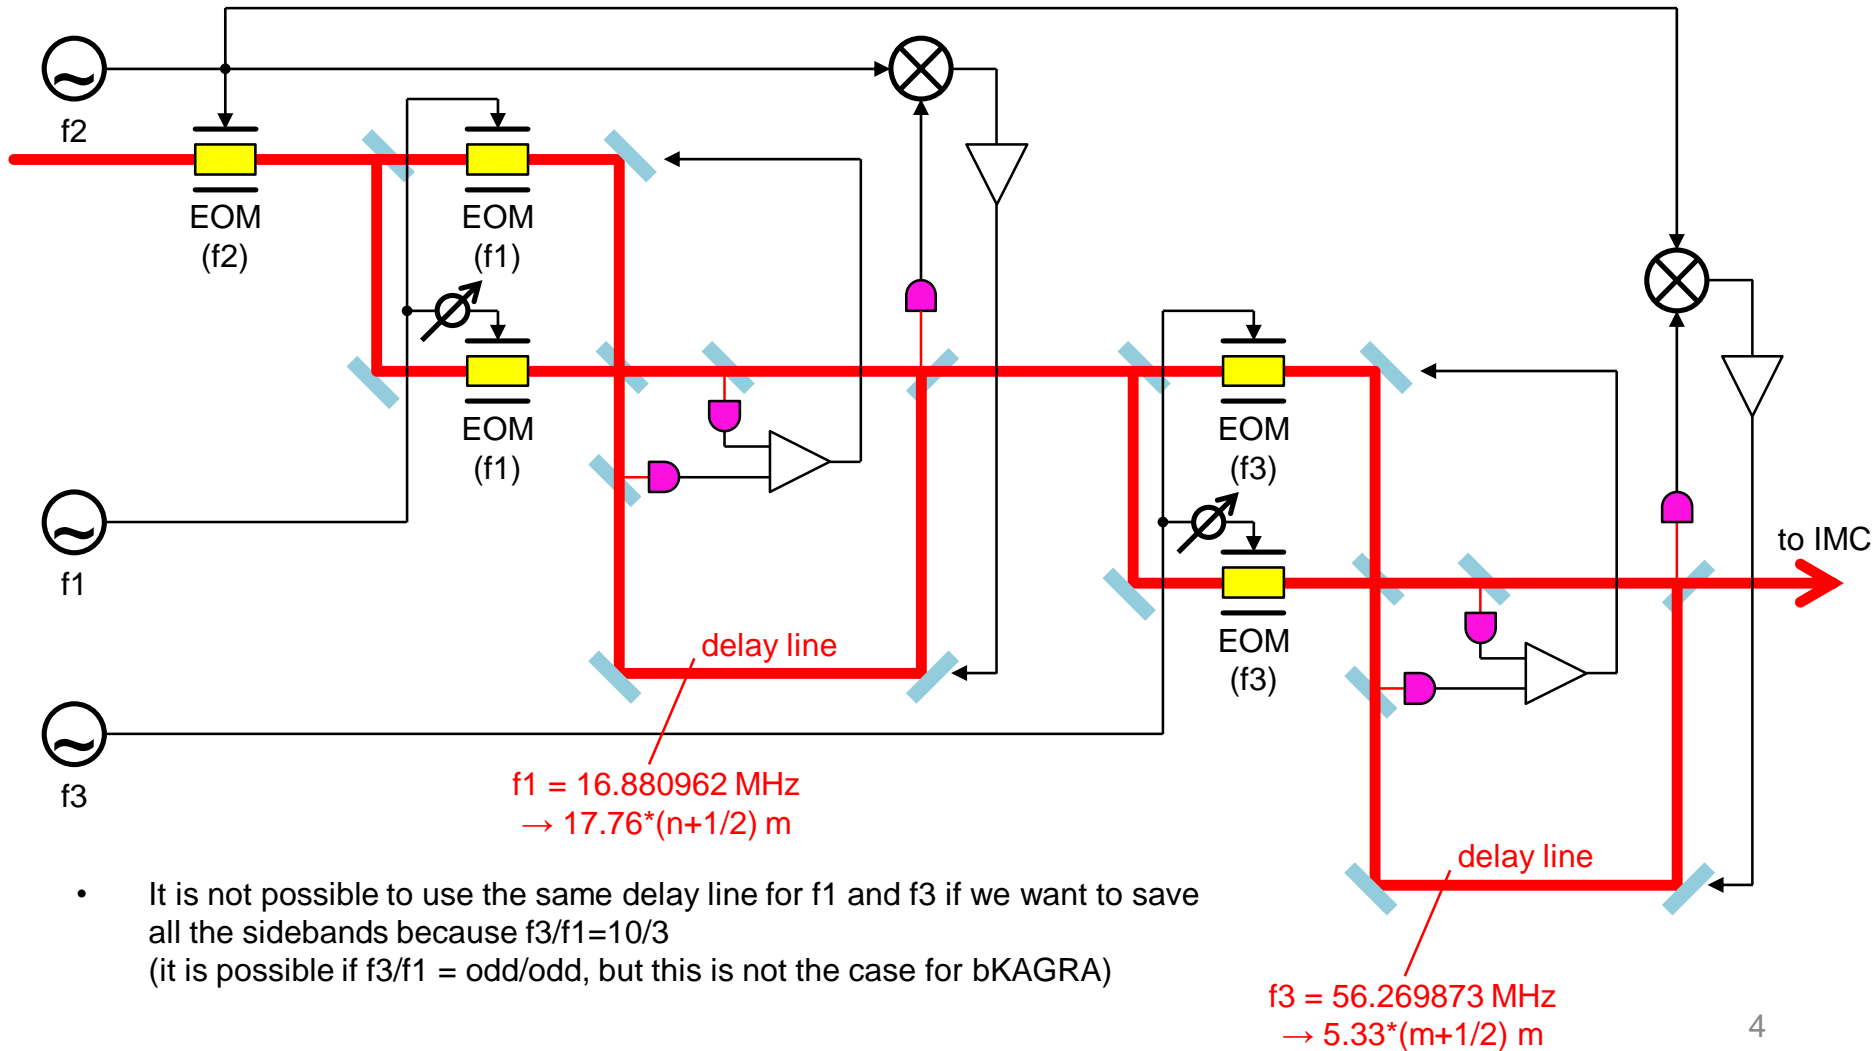 f2
EOM
(f2)
EOM
(f1)
EOM
(f1)
f1
EOM
(f3)
to IMC
EOM
(f3)
f3
delay line
f1 = 16.880962 MHz
→ 17.76*(n+1/2) m
delay line
f3 = 56.269873 MHz
→ 5.33*(m+1/2) m
• It is not possible to use the same delay line for f1 and f3 if we want to save
all the sidebands because f3/f1=10/3
(it is possible if f3/f1 = odd/odd, but this is not the case for bKAGRA)
4